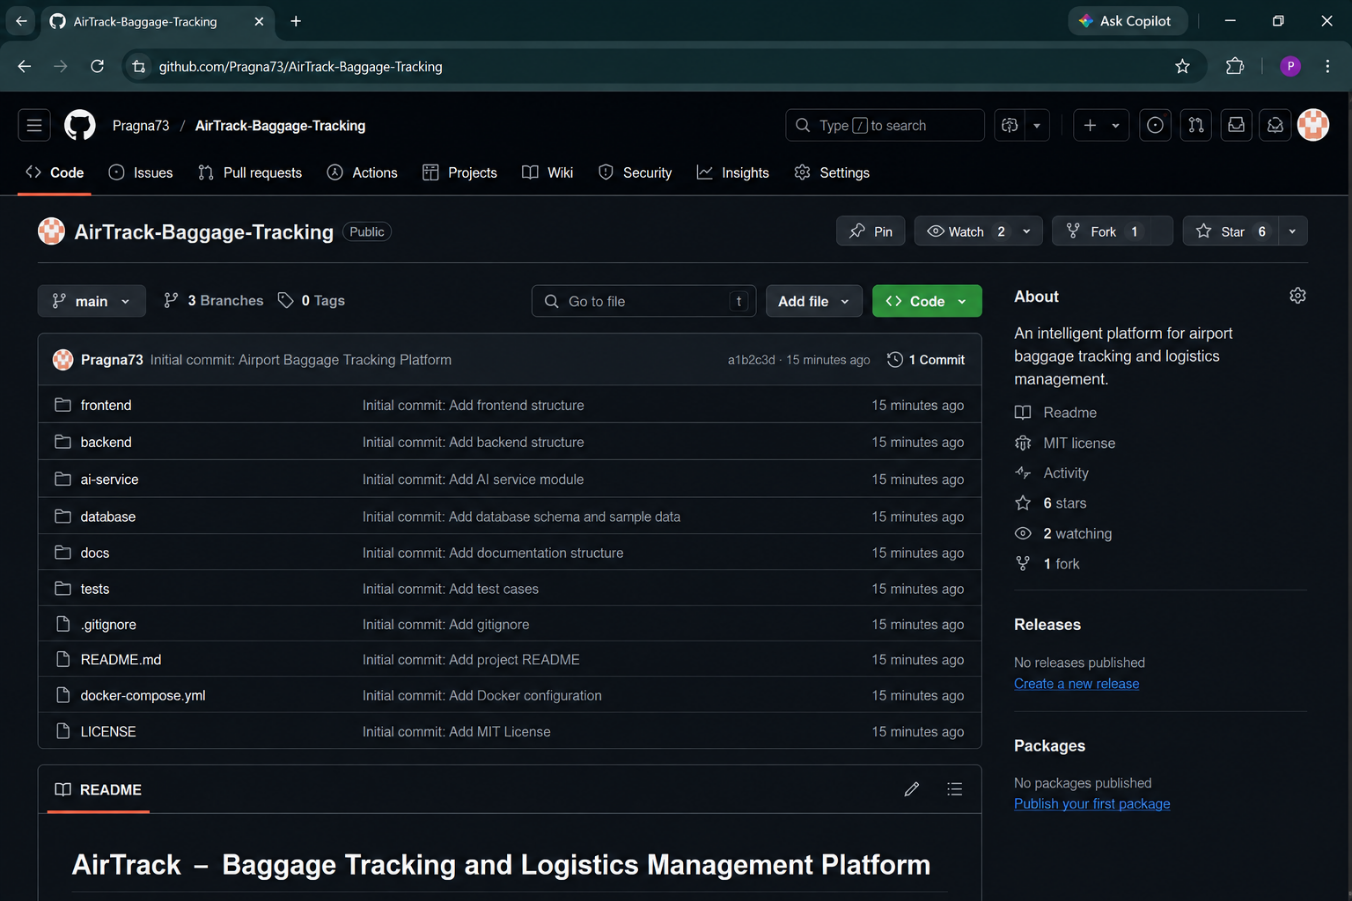 AirTrack-Baggage-Tracking
Ask Copilot
github.com/Pragna73/AirTrack-Baggage-Tracking
P
Pragna73 / AirTrack-Baggage-Tracking
Type / to search
Code Issues Pull requests Actions Projects Wiki Security Insights Settings
AirTrack-Baggage-Tracking Public
Pin Watch 2 Fork 1 Star 6
main 3 Branches 0 Tags
Go to file t Add file Code
Pragna73 Initial commit: Airport Baggage Tracking Platform a1b2c3d · 15 minutes ago 1 Commit
frontend Initial commit: Add frontend structure 15 minutes ago
backend Initial commit: Add backend structure 15 minutes ago
ai-service Initial commit: Add AI service module 15 minutes ago
database Initial commit: Add database schema and sample data 15 minutes ago
docs Initial commit: Add documentation structure 15 minutes ago
tests Initial commit: Add test cases 15 minutes ago
.gitignore Initial commit: Add gitignore 15 minutes ago
README.md Initial commit: Add project README 15 minutes ago
docker-compose.yml Initial commit: Add Docker configuration 15 minutes ago
LICENSE Initial commit: Add MIT License 15 minutes ago
README
AirTrack – Baggage Tracking and Logistics Management Platform
About
An intelligent platform for airport
baggage tracking and logistics
management.
Readme
MIT license
Activity
6 stars
2 watching
1 fork
Releases
No releases published
Create a new release
Packages
No packages published
Publish your first package